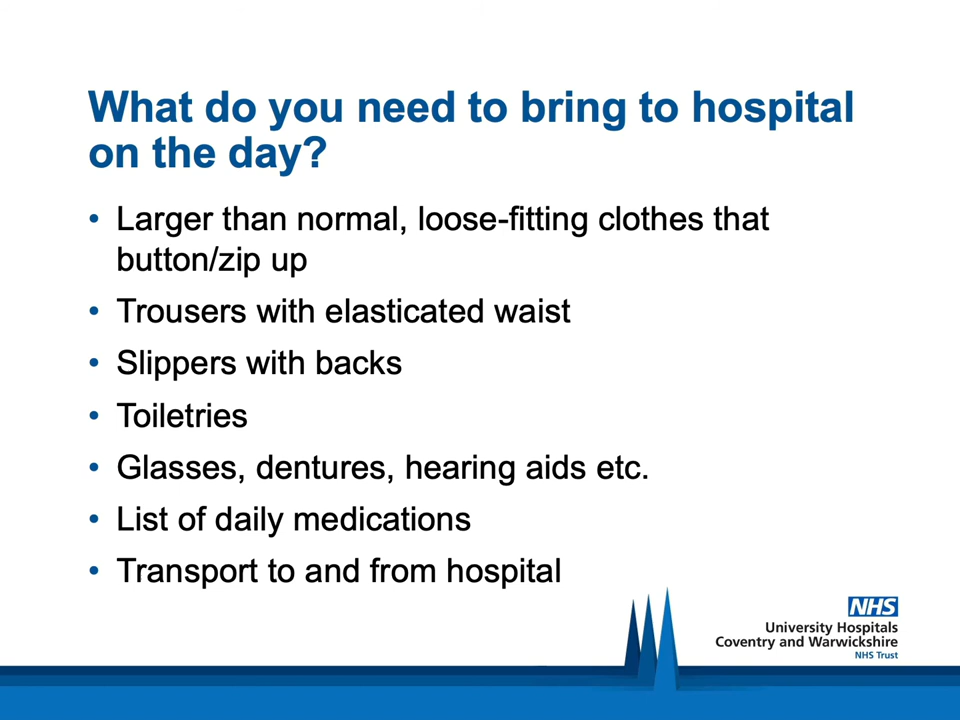 What do you need to bring to hospital
on the day?
• Larger than normal, loose-fitting clothes that
button/zip up
• Trousers with elasticated waist
• Slippers with backs
• Toiletries
• Glasses, dentures, hearing aids etc.
• List of daily medications
• Transport to and from hospital
NHS
University Hospitals
Coventry and Warwickshire
NHS Trust